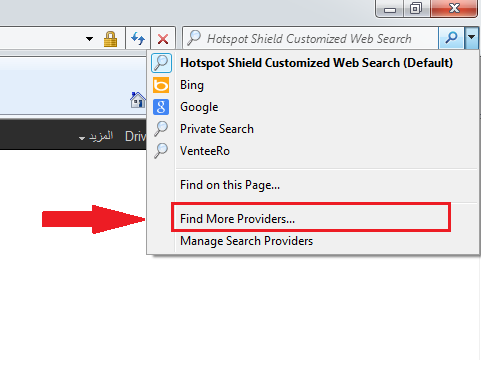 Hotspot Shield Customized Web Search
Hotspot Shield Customized Web Search (Default)
Bing
Google
Private Search
VenteeRo
Find on this Page...
Find More Providers...
Manage Search Providers
المزيد